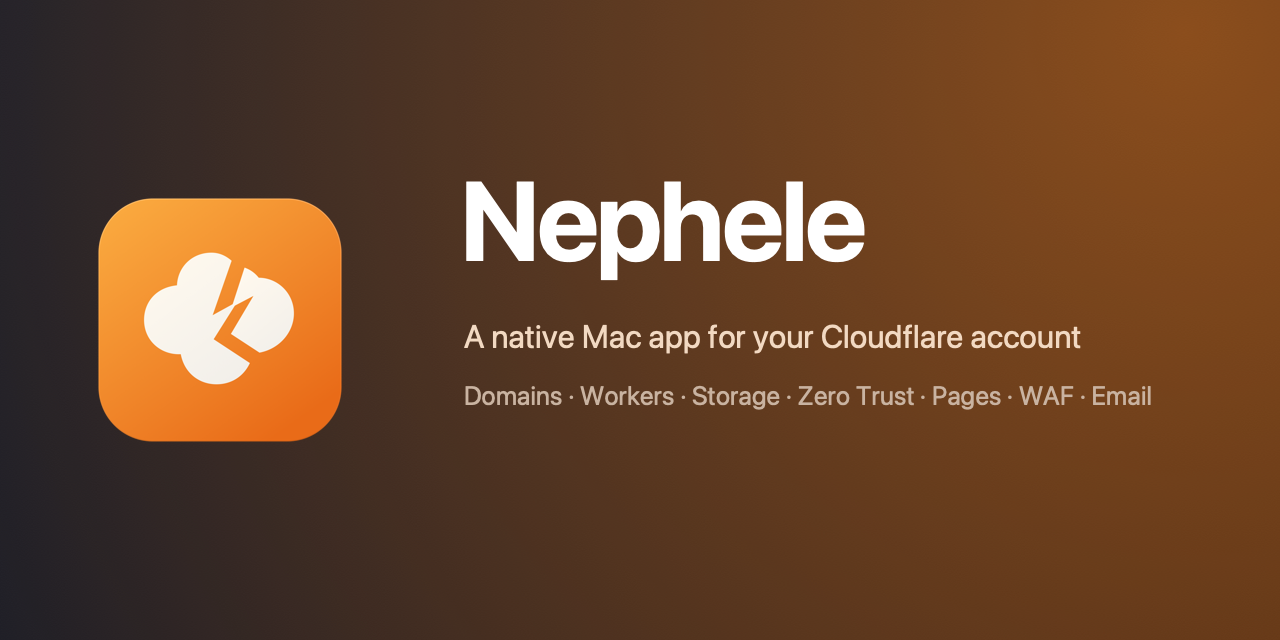 Nephele
A native Mac app for your Cloudflare account
Domains · Workers · Storage · Zero Trust · Pages · WAF · Email